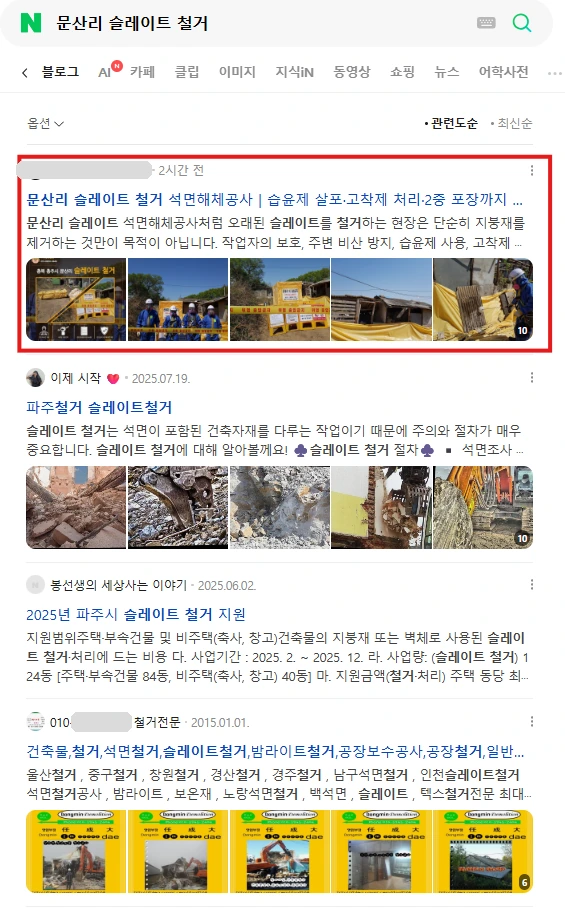 N 문산리 슬레이트 철거
블로그 AI N 카페 클립 이미지 지식iN 동영상 쇼핑 뉴스 어학사전 ...
옵션 • 관련도순 • 최신순
· 2시간 전
문산리 슬레이트 철거 석면해체공사 | 습윤제 살포·고착제 처리·2중 포장까지 ...
문산리 슬레이트 석면해체공사처럼 오래된 슬레이트를 철거하는 현장은 단순히 지붕재를
제거하는 것만이 목적이 아닙니다. 작업자의 보호, 주변 비산 방지, 습윤제 사용, 고착제 ...
충북 충주시 문산리 슬레이트 철거
10
이제 시작 ❤️ · 2025.07.19.
파주철거 슬레이트철거
슬레이트 철거는 석면이 포함된 건축자재를 다루는 작업이기 때문에 주의와 절차가 매우
중요합니다. 슬레이트 철거에 대해 알아볼께요! ♣슬레이트 철거 절차♣ ▪ 석면조사 ...
10
봉선생의 세상사는 이야기 · 2025.06.02.
2025년 파주시 슬레이트 철거 지원
지원범위주택·부속건물 및 비주택(축사, 창고)건축물의 지붕재 또는 벽체로 사용된 슬레이
트 철거·처리에 드는 비용 다. 사업기간 : 2025. 2. ~ 2025. 12. 라. 사업량: (슬레이트 철거) 1
24동 [주택·부속건물 84동, 비주택(축사, 창고) 40동] 마. 지원금액(철거·처리) 주택 동당 최...
010- 철거전문 · 2015.01.01.
건축물,철거,석면철거,슬레이트철거,밤라이트철거,공장보수공사,공장철거,일반...
울산철거 , 중구철거 , 창원철거 , 경산철거 , 경주철거 , 남구석면철거 , 인천슬레이트철거
석면철거공사 , 밤라이트 , 보온재 , 노랑석면철거 , 백석면 , 슬레이트 , 텍스철거전문 최대...
6